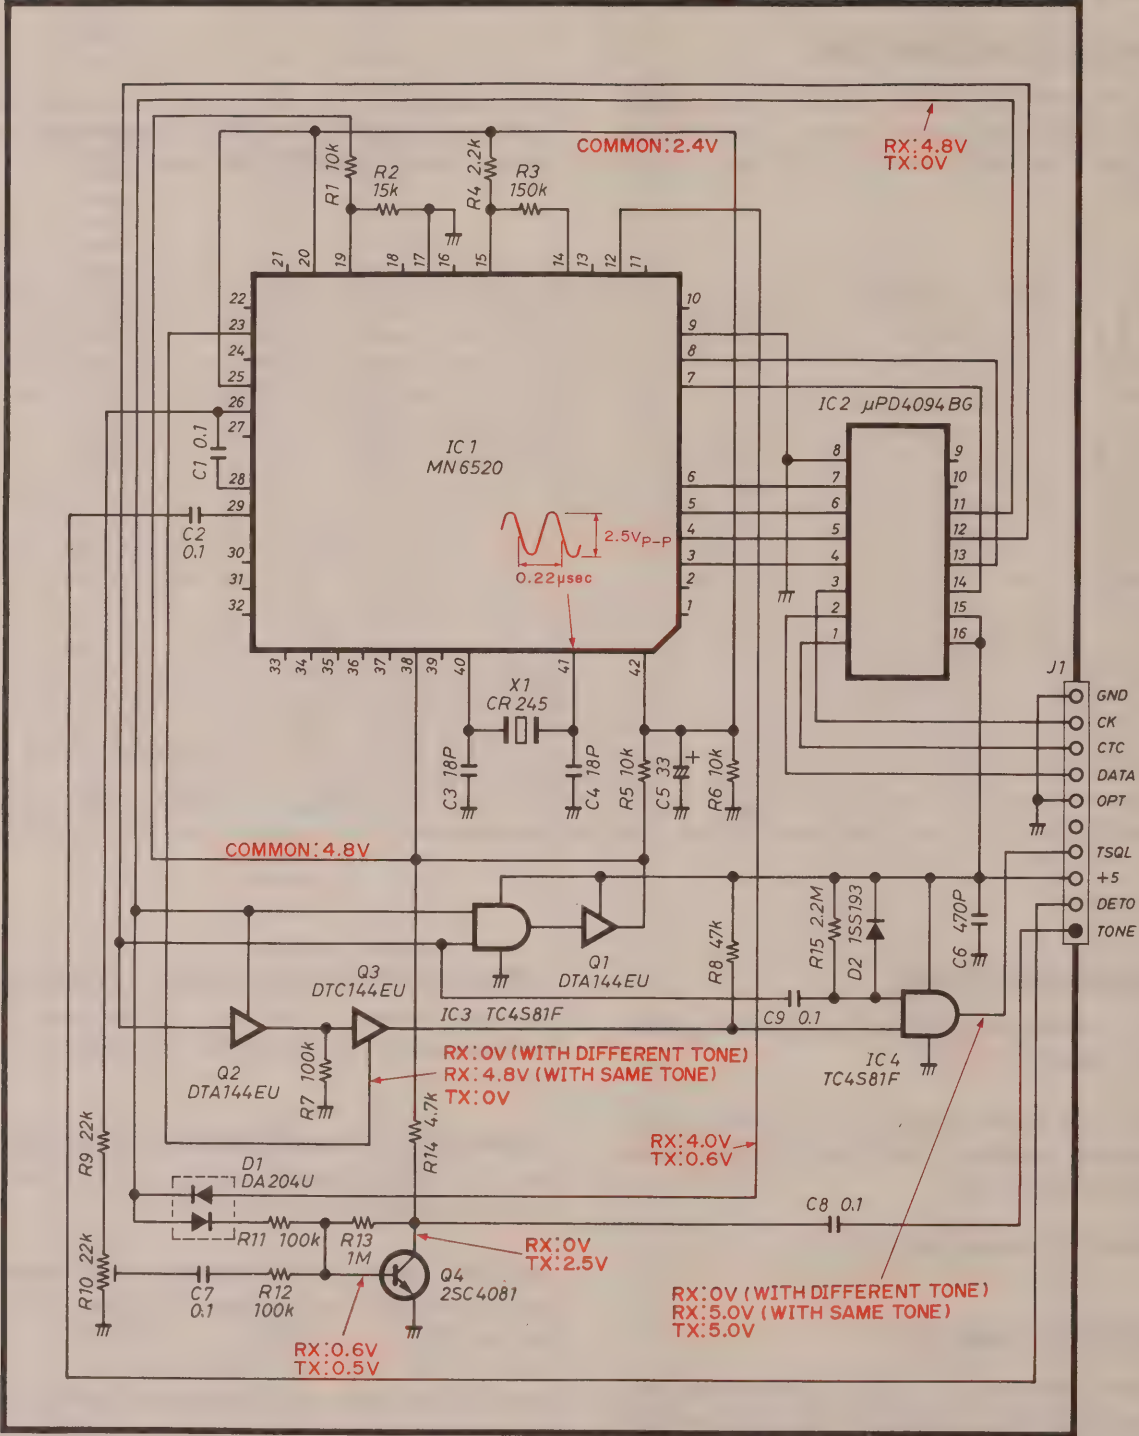 RX:4.8V
TX:0V
COMMON:2.4V
R1 10k
R2
15k
R4 2.2k
R3
150k
21
20
19
18
17
16
15
14
13
12
11
22
23
24
25
26
27
28
29
30
31
32
10
9
8
7
6
5
4
3
2
1
IC1
MN6520
2.5VP-P
0.22µsec
C1 0.1
C2
0.1
IC2 µPD4094BG
8
7
6
5
4
3
2
1
9
10
11
12
13
14
15
16
33
34
35
36
37
38
39
40
41
42
X1
CR245
C3 18P
C4 18P
R5 10k
C5 33
+
R6 10k
J1
GND
CK
CTC
DATA
OPT
TSQL
+5
DETO
TONE
COMMON:4.8V
Q1
DTA144EU
R8 47k
R15 2.2M
D2 1SS193
C6 470P
Q3
DTC144EU
IC3 TC4S81F
C9 0.1
Q2
DTA144EU
R7 100k
IC4
TC4S81F
RX:0V (WITH DIFFERENT TONE)
RX:4.8V (WITH SAME TONE)
TX:0V
R14 4.7k
R9 22k
RX:4.0V
TX:0.6V
D1
DA204U
R11 100k
R13
1M
C8 0.1
R10 22k
C7
0.1
R12
100k
Q4
2SC4081
RX:0V
TX:2.5V
RX:0V (WITH DIFFERENT TONE)
RX:5.0V (WITH SAME TONE)
TX:5.0V
RX:0.6V
TX:0.5V